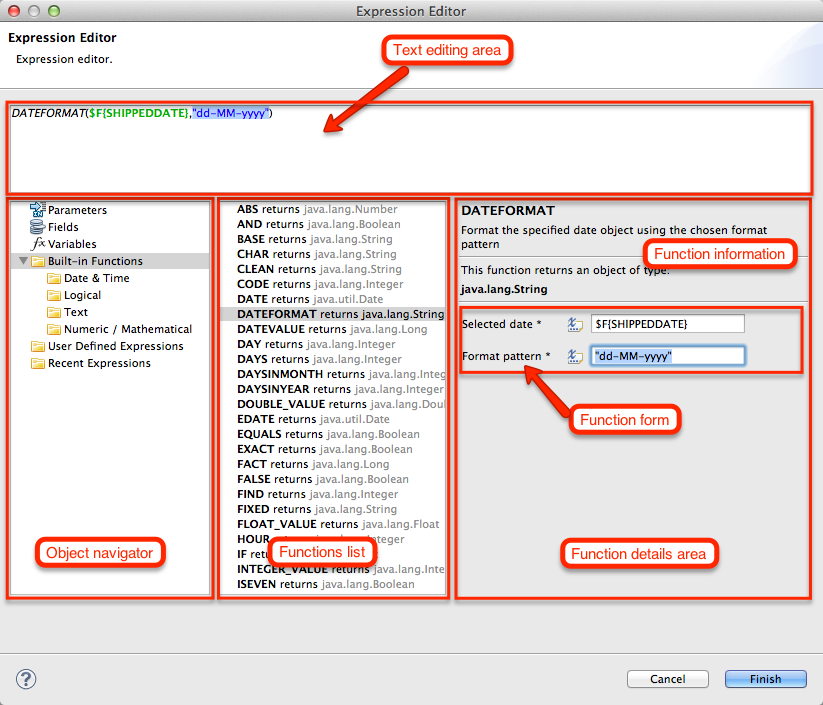 Expression Editor
Expression Editor
Expression editor.
Text editing area
DATEFORMAT($F{SHIPPEDDATE},"dd-MM-yyyy")
Parameters
Fields
Variables
Built-in Functions
Date & Time
Logical
Text
Numeric / Mathematical
User Defined Expressions
Recent Expressions
Object navigator
ABS returns java.lang.Number
AND returns java.lang.Boolean
BASE returns java.lang.String
CHAR returns java.lang.String
CLEAN returns java.lang.String
CODE returns java.lang.Integer
DATE returns java.util.Date
DATEFORMAT returns java.lang.String
DATEVALUE returns java.lang.Long
DAY returns java.lang.Integer
DAYS returns java.lang.Integer
DAYSINMONTH returns java.lang.Integ
DAYSINYEAR returns java.lang.Integer
DOUBLE_VALUE returns java.lang.Doul
EDATE returns java.util.Date
EQUALS returns java.lang.Boolean
EXACT returns java.lang.Boolean
FACT returns java.lang.Long
FALSE returns java.lang.Boolean
FIND returns java.lang.Integer
FIXED returns java.lang.String
FLOAT_VALUE returns java.lang.Float
HOUR
IF
Functions list
INTEGER_VALUE returns java.lang.Inte
ISEVEN returns java.lang.Boolean
DATEFORMAT
Format the specified date object using the chosen format
pattern
Function information
This function returns an object of type:
java.lang.String
Selected date *
$F{SHIPPEDDATE}
Format pattern *
"dd-MM-yyyy"
Function form
Function details area
?
Cancel
Finish